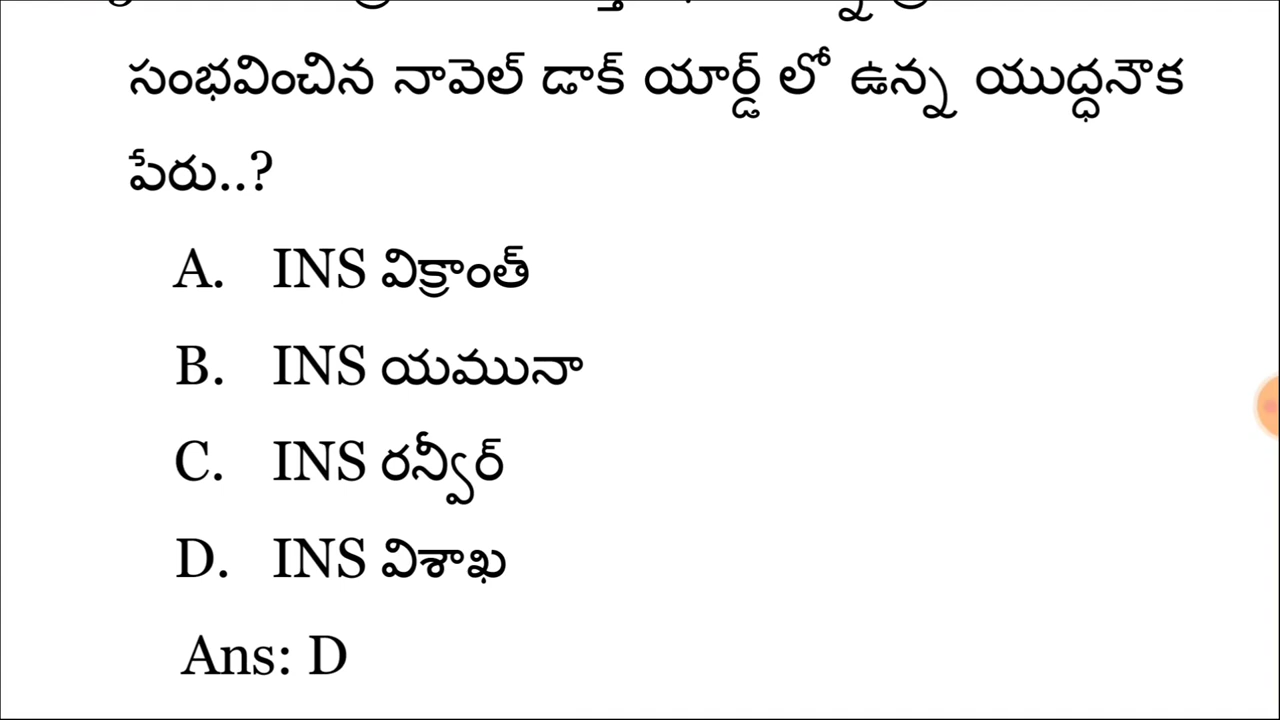 సంభవించిన నావెల్ డాక్ యార్డ్ లో ఉన్న యుద్ధనౌక
పేరు..?
A. INS విక్రాంత్
B. INS యమునా
C. INS రన్వీర్
D. INS విశాఖ
Ans: D